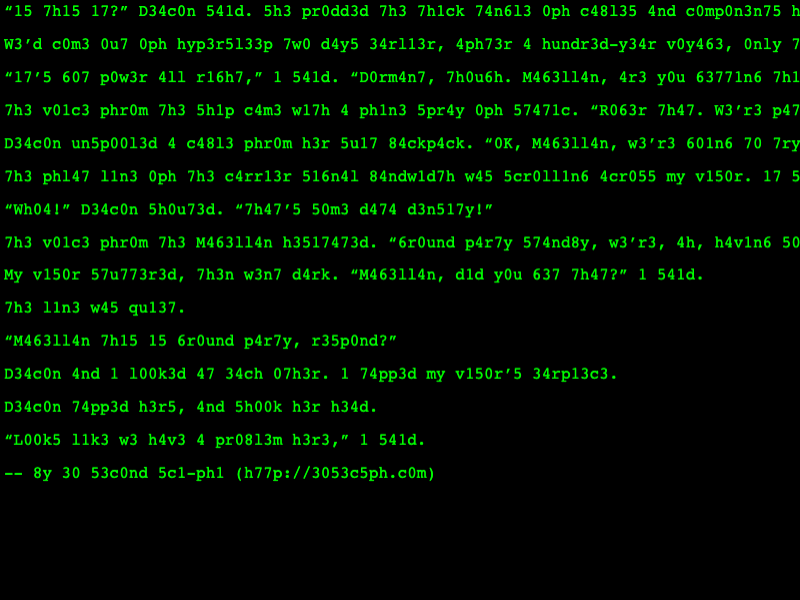 “15 7h15 17?” D34c0n 541d. 5h3 pr0dd3d 7h3 7h1ck 74n6l3 0ph c48l35 4nd c0mp0n3n75 h
W3’d c0m3 0u7 0ph hyp3r5l33p 7w0 d4y5 34rl13r, 4ph73r 4 hundr3d-y34r v0y463, 0nly 7
“17’5 607 p0w3r 4ll r16h7,” 1 541d. “D0rm4n7, 7h0u6h. M463ll4n, 4r3 y0u 63771n6 7h1
7h3 v01c3 phr0m 7h3 5h1p c4m3 w17h 4 ph1n3 5pr4y 0ph 57471c. “R063r 7h47. W3’r3 p47
D34c0n un5p00l3d 4 c48l3 phr0m h3r 5u17 84ckp4ck. “0K, M463ll4n, w3’r3 601n6 70 7ry
7h3 phl47 l1n3 0ph 7h3 c4rr13r 516n4l 84ndw1d7h w45 5cr0ll1n6 4cr055 my v150r. 17 5
“Wh04!” D34c0n 5h0u73d. “7h47’5 50m3 d474 d3n517y!”
7h3 v01c3 phr0m 7h3 M463ll4n h3517473d. “6r0und p4r7y 574nd8y, w3’r3, 4h, h4v1n6 50
My v150r 57u773r3d, 7h3n w3n7 d4rk. “M463ll4n, d1d y0u 637 7h47?” 1 541d.
7h3 l1n3 w45 qu137.
“M463ll4n 7h15 15 6r0und p4r7y, r35p0nd?”
D34c0n 4nd 1 l00k3d 47 34ch 07h3r. 1 74pp3d my v150r’5 34rp13c3.
D34c0n 74pp3d h3r5, 4nd 5h00k h3r h34d.
“L00k5 l1k3 w3 h4v3 4 pr08l3m h3r3,” 1 541d.
-- 8y 30 53c0nd 5c1-ph1 (h77p://3053c5ph.c0m)